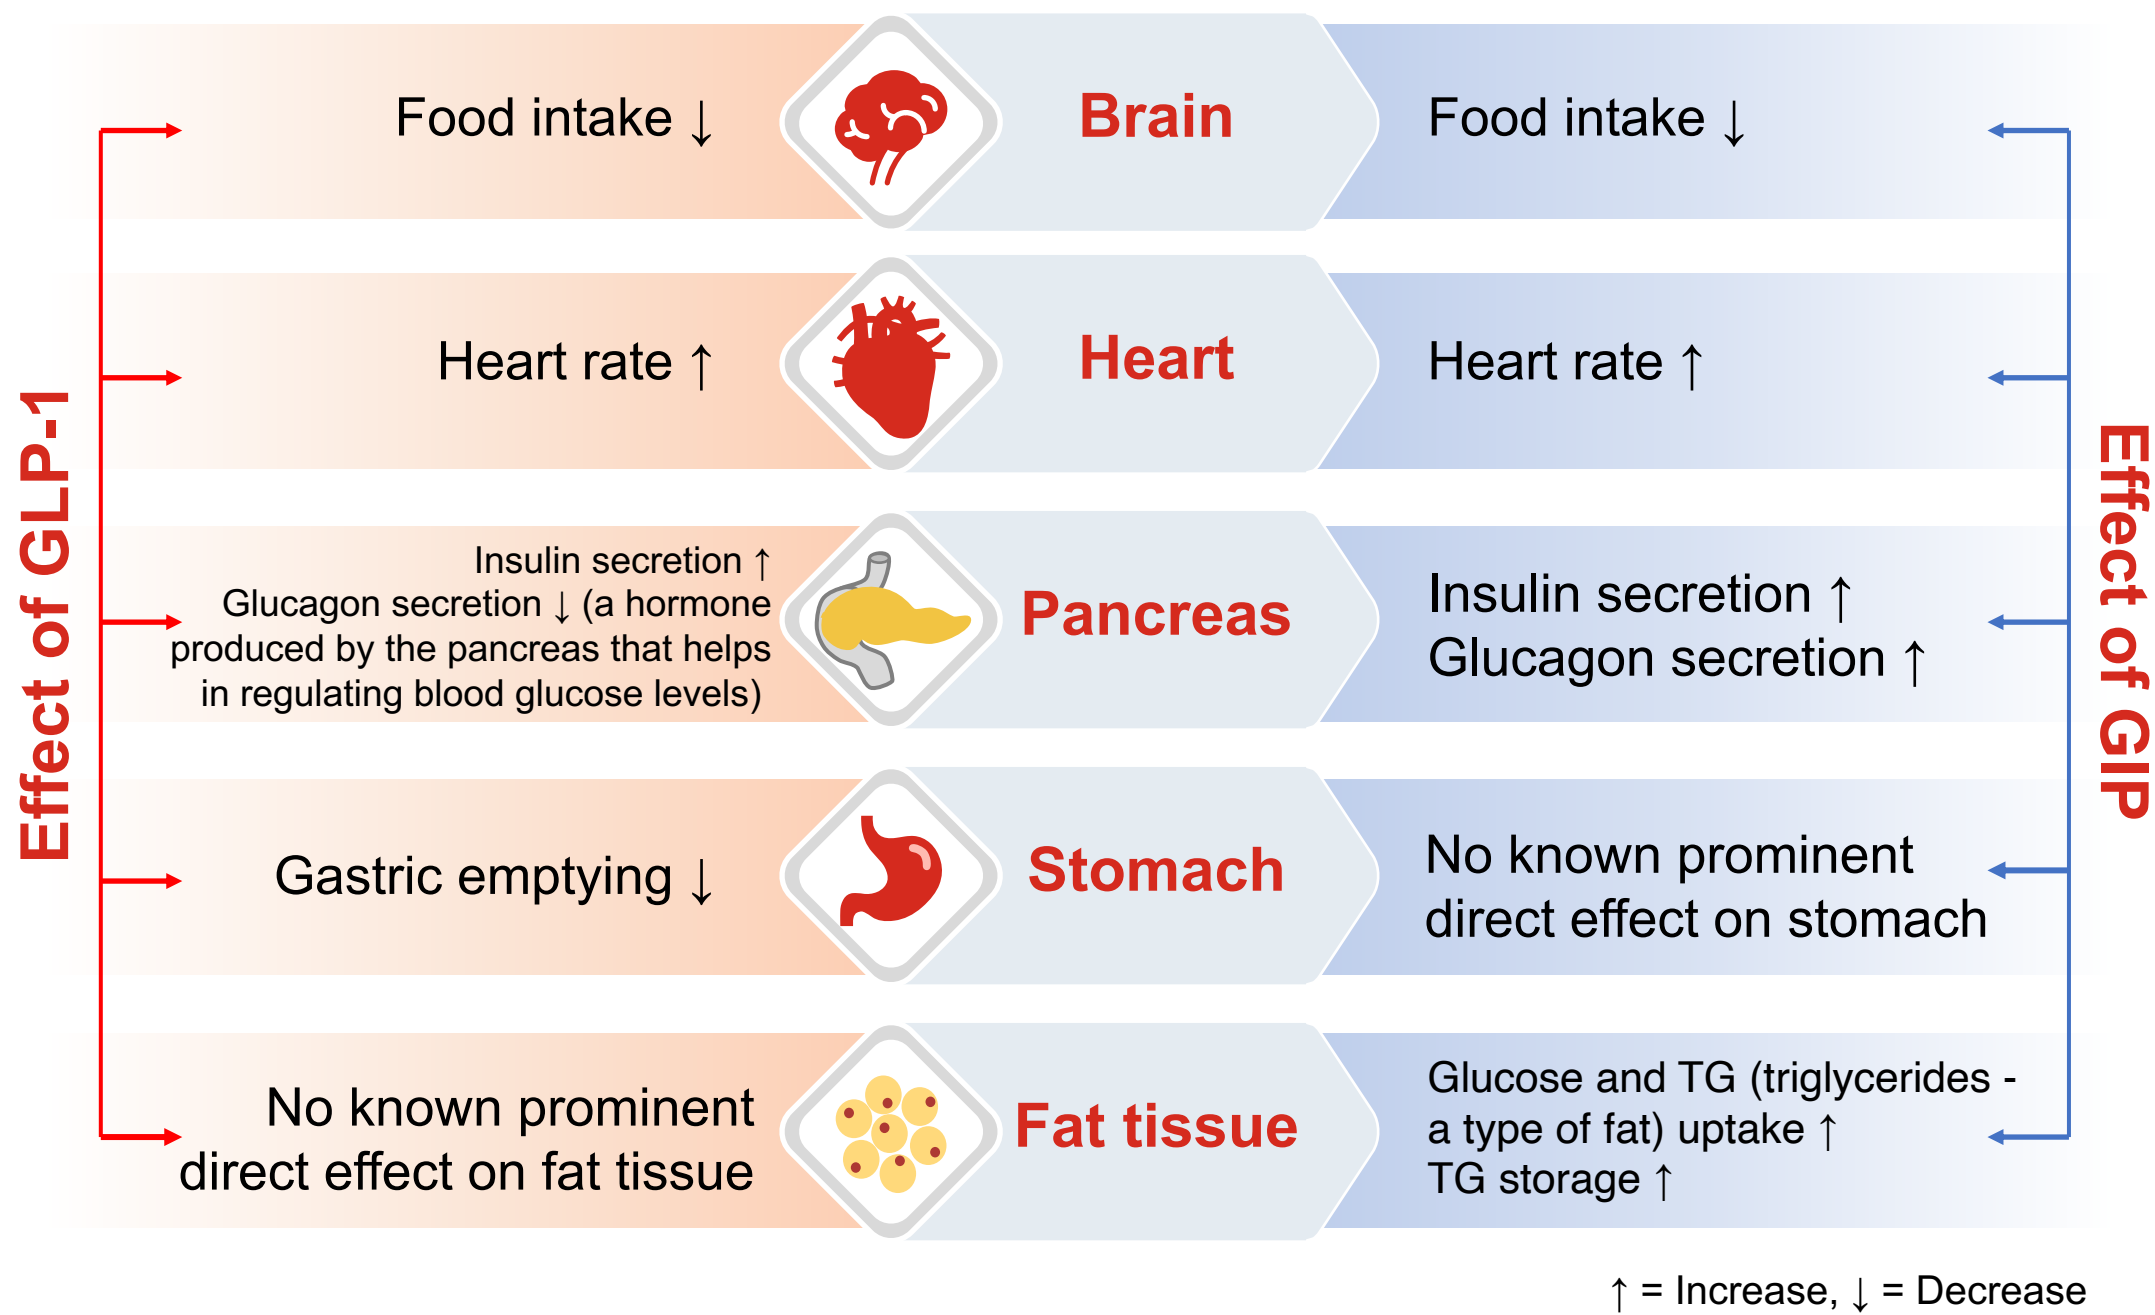 Effect of GLP-1
Food intake ↓
Brain
Food intake ↓
Heart rate ↑
Heart
Heart rate ↑
Insulin secretion ↑
Glucagon secretion ↓ (a hormone
produced by the pancreas that helps
in regulating blood glucose levels)
Pancreas
Insulin secretion ↑
Glucagon secretion ↑
Gastric emptying ↓
Stomach
No known prominent
direct effect on stomach
No known prominent
direct effect on fat tissue
Fat tissue
Glucose and TG (triglycerides -
a type of fat) uptake ↑
TG storage ↑
Effect of GIP
↑ = Increase, ↓ = Decrease